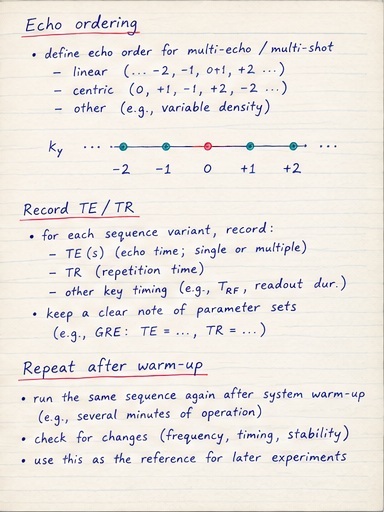 Echo ordering
• define echo order for multi-echo / multi-shot
– linear (... -2, -1, 0+1, +2 ...)
– centric (0, +1, -1, +2, -2 ...)
– other (e.g., variable density)
ky ... ...
-2 -1 0 +1 +2
Record TE / TR
• for each sequence variant, record:
– TE(s) (echo time; single or multiple)
– TR (repetition time)
– other key timing (e.g., TRF, readout dur.)
• keep a clear note of parameter sets
(e.g., GRE: TE = ..., TR = ...)
Repeat after warm-up
• run the same sequence again after system warm-up
(e.g., several minutes of operation)
• check for changes (frequency, timing, stability)
• use this as the reference for later experiments